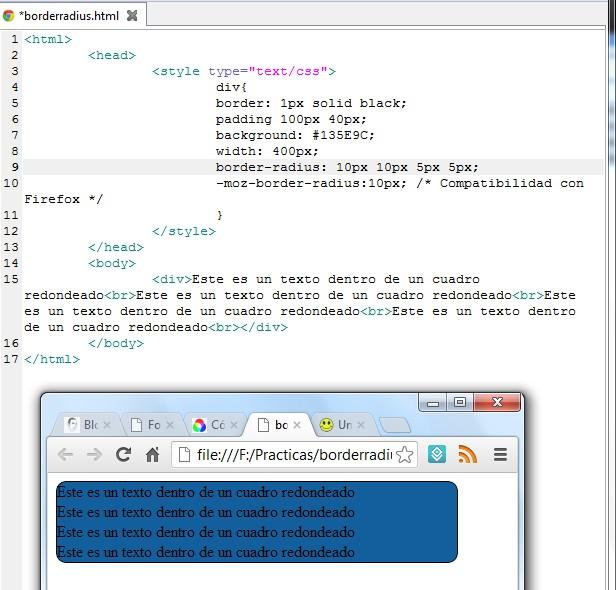 *borderradius.html
1 <html>
2 <head>
3 <style type="text/css">
4 div{
5 border: 1px solid black;
6 padding 100px 40px;
7 background: #135E9C;
8 width: 400px;
9 border-radius: 10px 10px 5px 5px;
10 -moz-border-radius:10px; /* Compatibilidad con
Firefox */
11 }
12 </style>
13 </head>
14 <body>
15 <div>Este es un texto dentro de un cuadro
redondeado<br>Este es un texto dentro de un cuadro redondeado<br>Este
es un texto dentro de un cuadro redondeado<br>Este es un texto dentro
de un cuadro redondeado<br></div>
16 </body>
17 </html>
Blo Fo Có bo Un
file:///F:/Practicas/borderradi
Este es un texto dentro de un cuadro redondeado
Este es un texto dentro de un cuadro redondeado
Este es un texto dentro de un cuadro redondeado
Este es un texto dentro de un cuadro redondeado